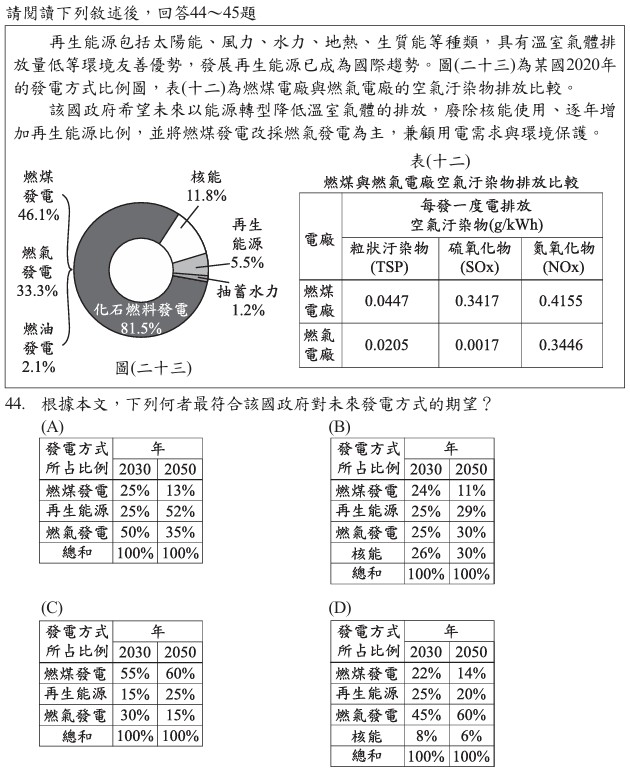 請閱讀下列敘述後，回答44～45題
再生能源包括太陽能、風力、水力、地熱、生質能等種類，具有溫室氣體排
放量低等環境友善優勢，發展再生能源已成為國際趨勢。圖(二十三)為某國2020年
的發電方式比例圖，表(十二)為燃煤電廠與燃氣電廠的空氣汙染物排放比較。
該國政府希望未來以能源轉型降低溫室氣體的排放，廢除核能使用、逐年增
加再生能源比例，並將燃煤發電改採燃氣發電為主，兼顧用電需求與環境保護。
燃煤
發電
46.1%
燃氣
發電
33.3%
燃油
發電
2.1%
核能
11.8%
再生
能源
5.5%
抽蓄水力
1.2%
化石燃料發電
81.5%
圖(二十三)
表(十二)
燃煤與燃氣電廠空氣汙染物排放比較
電廠
每發一度電排放
空氣汙染物(g/kWh)
粒狀汙染物 硫氧化物 氮氧化物
(TSP) (SOx) (NOx)
燃煤
電廠 0.0447 0.3417 0.4155
燃氣
電廠 0.0205 0.0017 0.3446
44. 根據本文，下列何者最符合該國政府對未來發電方式的期望？
(A)
發電方式 年
所占比例 2030 2050
燃煤發電 25% 13%
再生能源 25% 52%
燃氣發電 50% 35%
總和 100% 100%
(B)
發電方式 年
所占比例 2030 2050
燃煤發電 24% 11%
再生能源 25% 29%
燃氣發電 25% 30%
核能 26% 30%
總和 100% 100%
(C)
發電方式 年
所占比例 2030 2050
燃煤發電 55% 60%
再生能源 15% 25%
燃氣發電 30% 15%
總和 100% 100%
(D)
發電方式 年
所占比例 2030 2050
燃煤發電 22% 14%
再生能源 25% 20%
燃氣發電 45% 60%
核能 8% 6%
總和 100% 100%